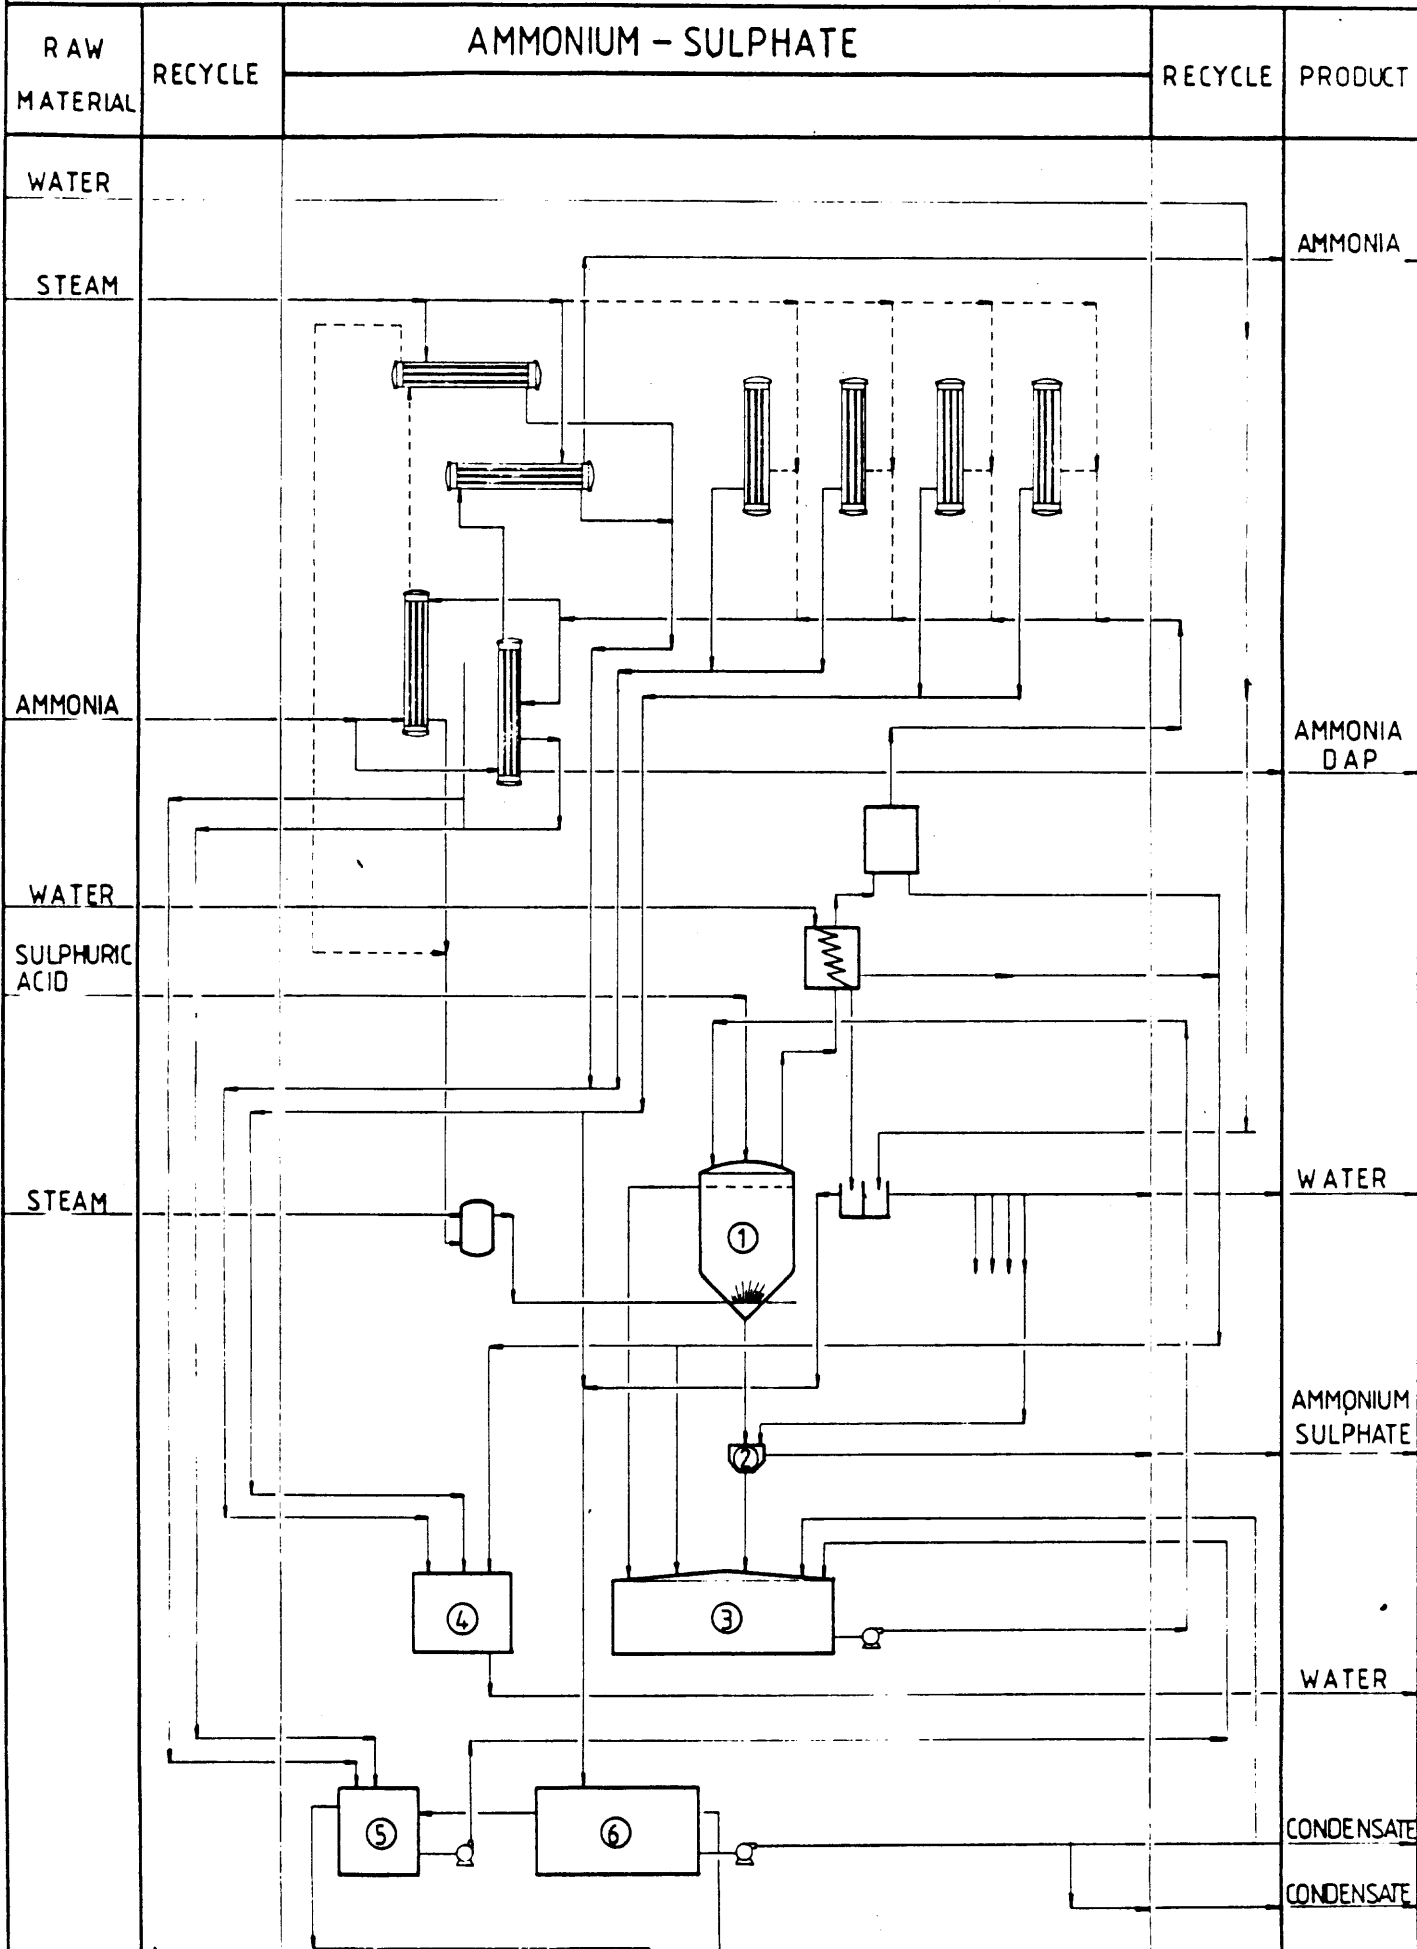 AMMONIUM - SULPHATE
RAW
MATERIAL
RECYCLE
RECYCLE
PRODUCT
WATER
AMMONIA
STEAM
AMMONIA
AMMONIA
DAP
WATER
SULPHURIC
ACID
WATER
STEAM
1
AMMONIUM
SULPHATE
2
4
3
WATER
5
6
CONDENSATE
CONDENSATE